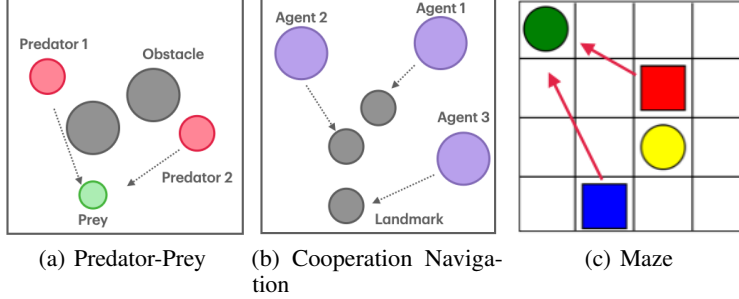 Predator 1
Obstacle
Predator 2
Prey
Agent 2
Agent 1
Agent 3
Landmark
(a) Predator-Prey
(b) Cooperation Naviga-
tion
(c) Maze